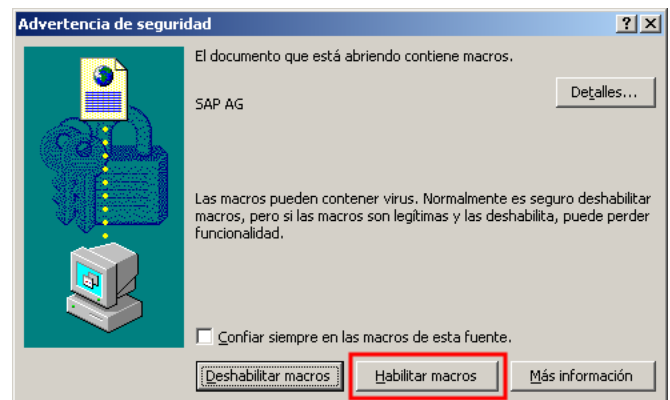 Advertencia de seguridad
El documento que está abriendo contiene macros.
Detalles...
SAP AG
Las macros pueden contener virus. Normalmente es seguro deshabilitar
macros, pero si las macros son legítimas y las deshabilita, puede perder
funcionalidad.
Confiar siempre en las macros de esta fuente.
Deshabilitar macros Habilitar macros Más información